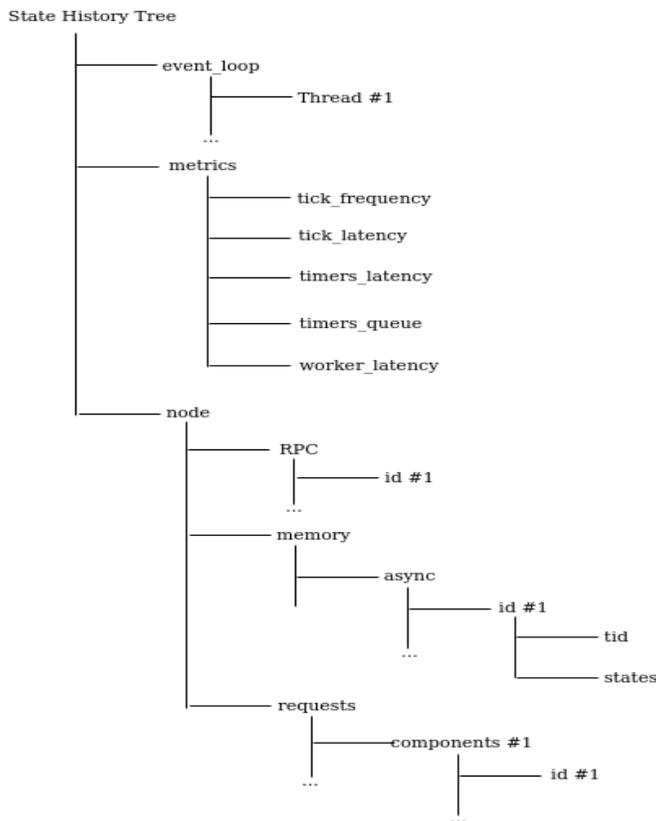 State History Tree
event_loop
Thread #1
...
metrics
tick_frequency
tick_latency
timers_latency
timers_queue
worker_latency
node
RPC
id #1
...
memory
async
id #1
tid
...
states
requests
components #1
id #1
...
...